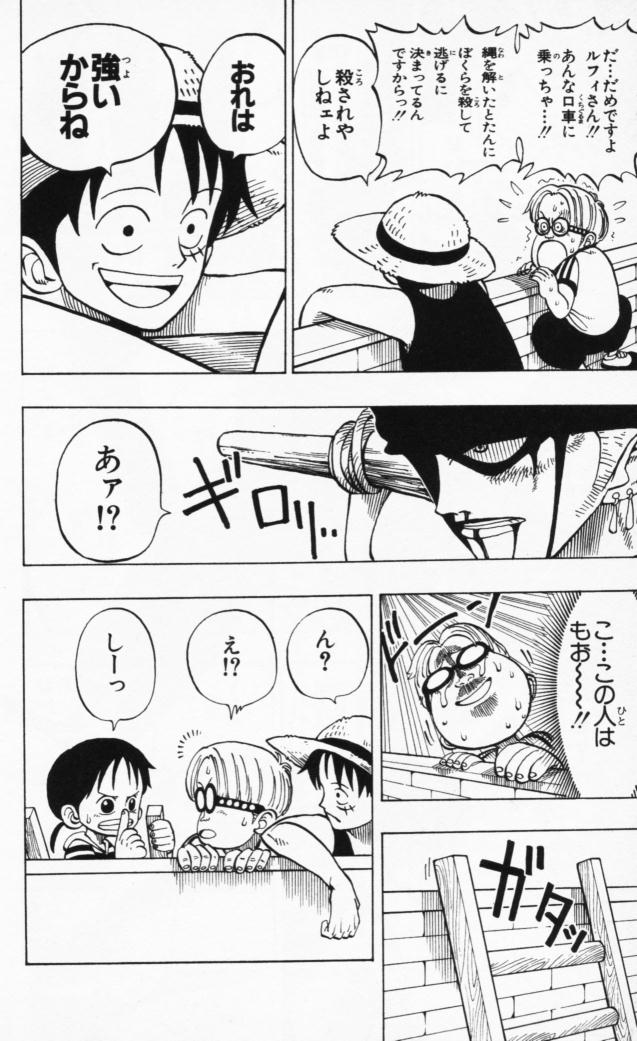 だ…だめですよ
ルフィさん!!
あんな口車に
乗っちゃ…!!
縄を解いたとたんに
ぼくらを殺して
逃げるに
決まってるん
ですからっ!!
殺されや
しねェよ
おれは
強い
からね
ギロッ
あァ!?
こ…この人は
もお〜〜〜!!
ドーン
ガタッ
ん?
え!?
しーっ